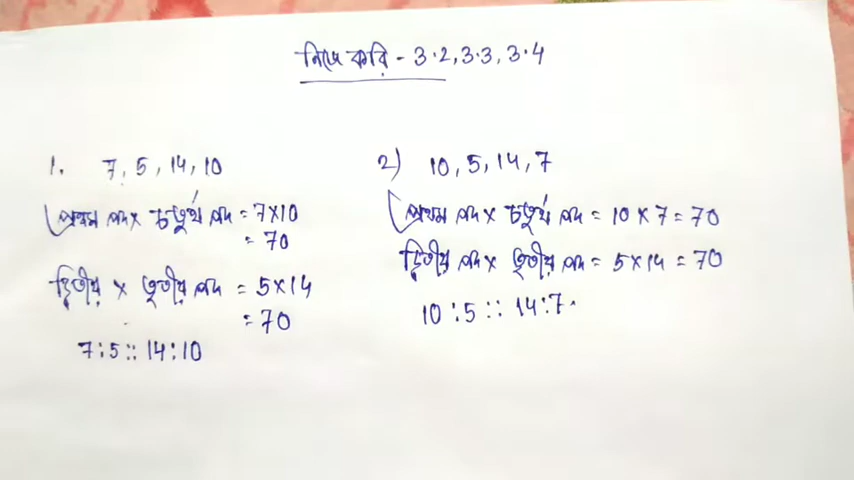 নিজে করি - 3.2, 3.3, 3.4
1. 7, 5, 14, 10
প্রথম পদ × চতুর্থ পদ = 7×10
= 70
দ্বিতীয় × তৃতীয় পদ = 5×14
= 70
7:5::14:10
2) 10, 5, 14, 7
প্রথম পদ × চতুর্থ পদ = 10 × 7 = 70
দ্বিতীয় পদ × তৃতীয় পদ = 5×14 = 70
10:5::14:7.